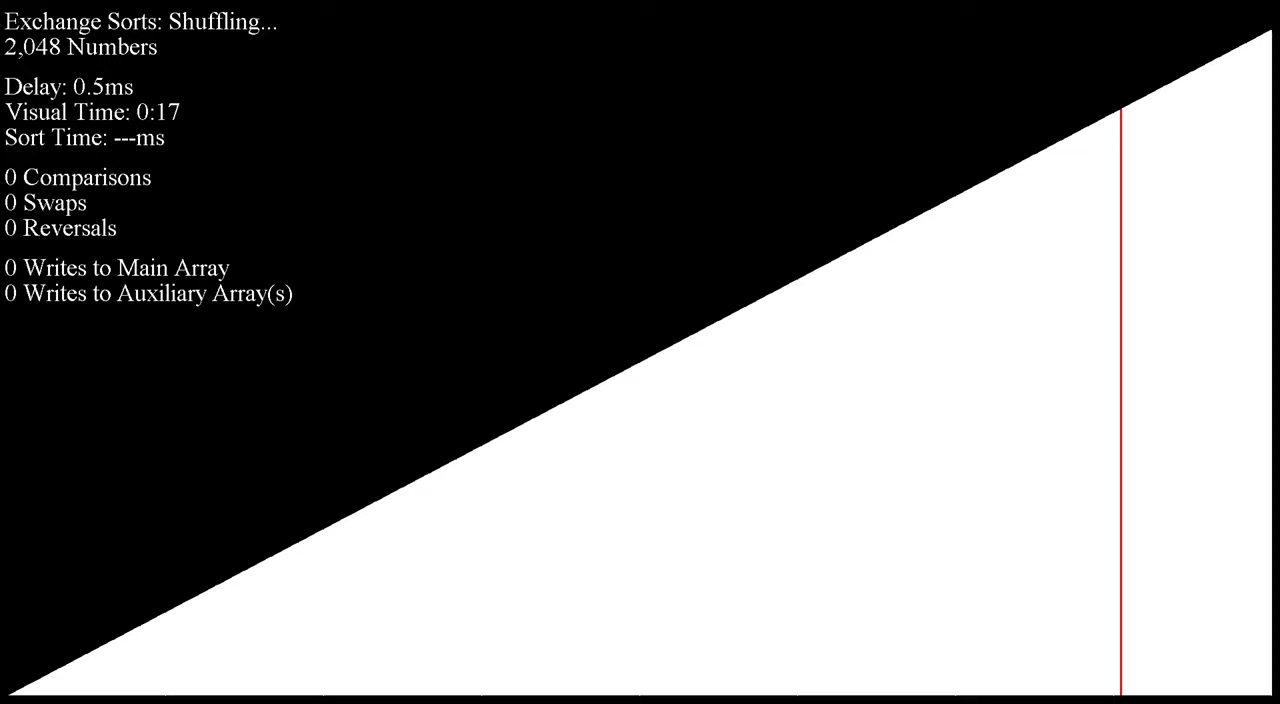 Exchange Sorts: Shuffling...
2,048 Numbers
Delay: 0.5ms
Visual Time: 0:17
Sort Time: ---ms
0 Comparisons
0 Swaps
0 Reversals
0 Writes to Main Array
0 Writes to Auxiliary Array(s)